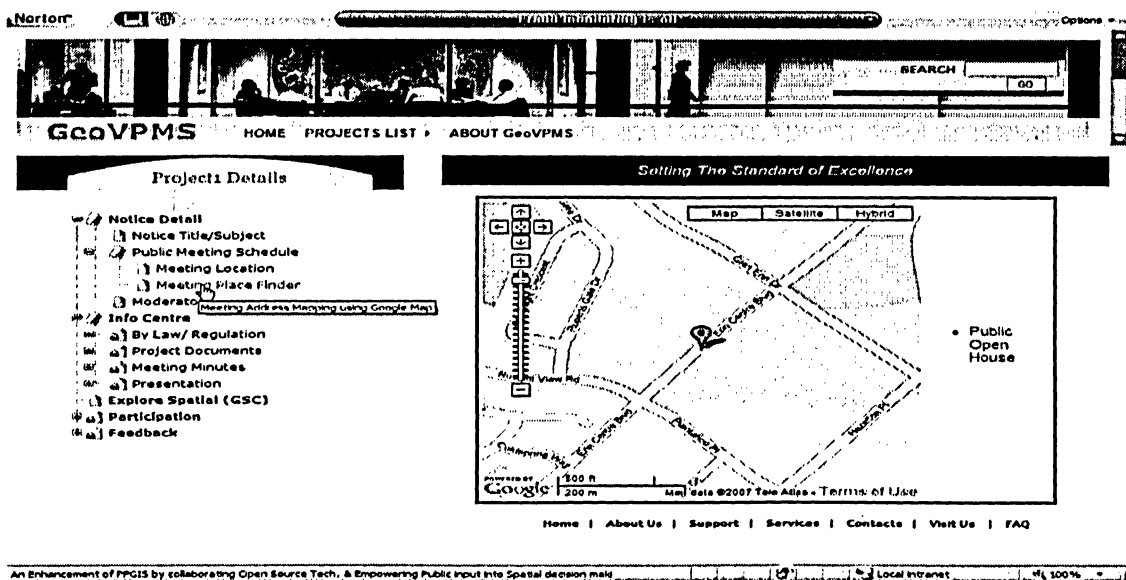 Norton
Options
SEARCH
GO
GeoVPMS HOME PROJECTS LIST ABOUT GeoVPMS
Project1 Details
Setting The Standard of Excellence
Notice Detail
Notice Title/Subject
Public Meeting Schedule
Meeting Location
Meeting Place Finder
Moderato
Meeting Address Mapping using Google Map
Info Centre
By Law/ Regulation
Project Documents
Meeting Minutes
Presentation
Explore Spatial (GSC)
Participation
Feedback
Map Satellite Hybrid
Public
Open
House
View Rd
POWERED BY
Google
500 ft
200 m
Map data ©2007 Tele Atlas - Terms of Use
Home | About Us | Support | Services | Contacts | Visit Us | FAQ
An Enhancement of PPGIS by collaborating Open Source Tech, & Empowering Public Input Into Spatial decision maki
Local intranet
100%